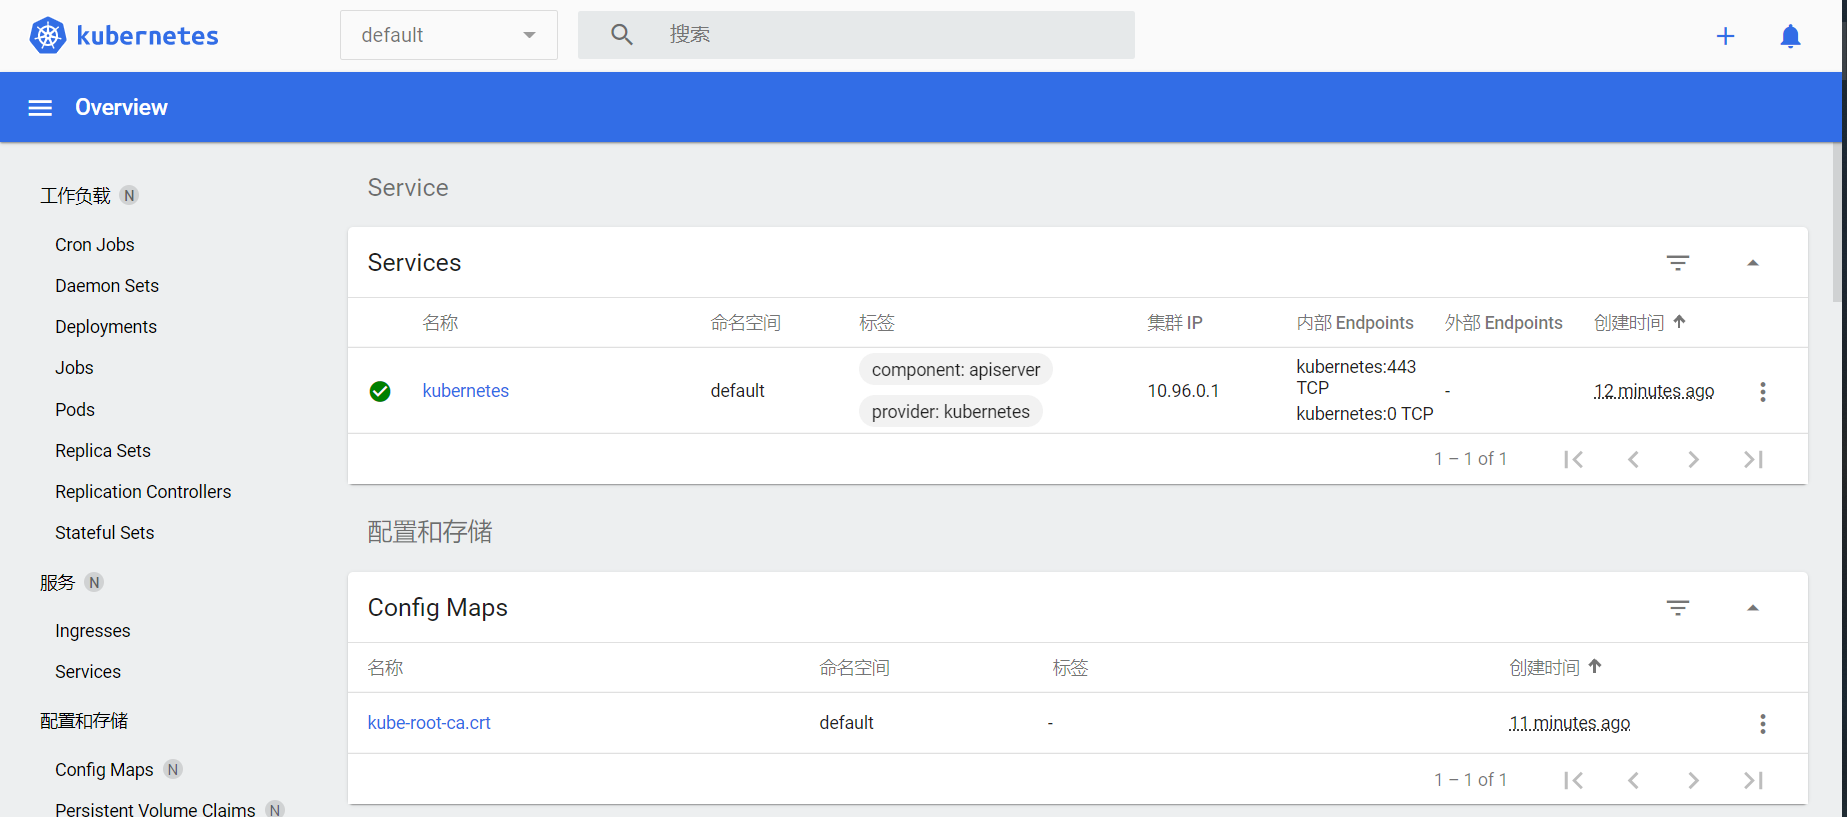 kubernetes
default
搜索
Overview
工作负载 N
Cron Jobs
Daemon Sets
Deployments
Jobs
Pods
Replica Sets
Replication Controllers
Stateful Sets
服务 N
Ingresses
Services
配置和存储
Config Maps N
Persistent Volume Claims N
Service
Services
名称 命名空间 标签 集群 IP 内部 Endpoints 外部 Endpoints 创建时间
kubernetes default component: apiserver provider: kubernetes 10.96.0.1 kubernetes:443 TCP kubernetes:0 TCP - 12 minutes ago
1 – 1 of 1
配置和存储
Config Maps
名称 命名空间 标签 创建时间
kube-root-ca.crt default - 11 minutes ago
1 – 1 of 1